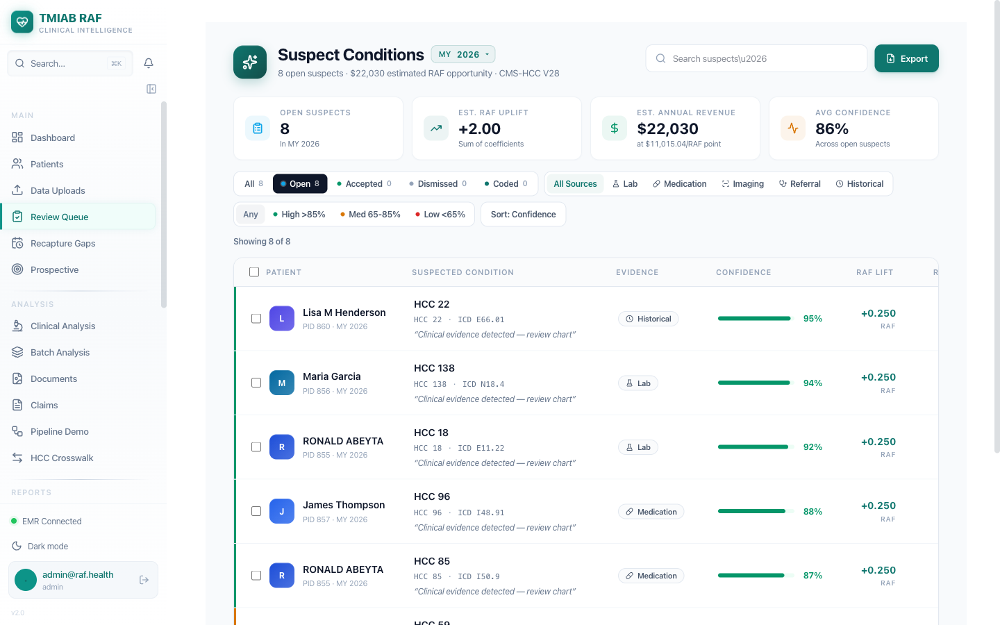 TMIAB RAF
CLINICAL INTELLIGENCE
Search...
⌘K
MAIN
Dashboard
Patients
Data Uploads
Review Queue
Recapture Gaps
Prospective
ANALYSIS
Clinical Analysis
Batch Analysis
Documents
Claims
Pipeline Demo
HCC Crosswalk
REPORTS
EMR Connected
Dark mode
admin@raf.health
admin
v2.0
Suspect Conditions
MY 2026
8 open suspects · $22,030 estimated RAF opportunity · CMS-HCC V28
Search suspects\u2026
Export
OPEN SUSPECTS
8
In MY 2026
EST. RAF UPLIFT
+2.00
Sum of coefficients
EST. ANNUAL REVENUE
$22,030
at $11,015.04/RAF point
AVG CONFIDENCE
86%
Across open suspects
All 8
Open 8
Accepted 0
Dismissed 0
Coded 0
All Sources
Lab
Medication
Imaging
Referral
Historical
Any
High >85%
Med 65-85%
Low <65%
Sort: Confidence
Showing 8 of 8
PATIENT SUSPECTED CONDITION EVIDENCE CONFIDENCE RAF LIFT R
Lisa M Henderson
PID 860 · MY 2026
HCC 22
HCC 22 · ICD E66.01
“Clinical evidence detected — review chart”
Historical
95%
+0.250
RAF
Maria Garcia
PID 856 · MY 2026
HCC 138
HCC 138 · ICD N18.4
“Clinical evidence detected — review chart”
Lab
94%
+0.250
RAF
RONALD ABEYTA
PID 855 · MY 2026
HCC 18
HCC 18 · ICD E11.22
“Clinical evidence detected — review chart”
Lab
92%
+0.250
RAF
James Thompson
PID 857 · MY 2026
HCC 96
HCC 96 · ICD I48.91
“Clinical evidence detected — review chart”
Medication
88%
+0.250
RAF
RONALD ABEYTA
PID 855 · MY 2026
HCC 85
HCC 85 · ICD I50.9
“Clinical evidence detected — review chart”
Medication
87%
+0.250
RAF
HCC 59
L
M
R
J
R